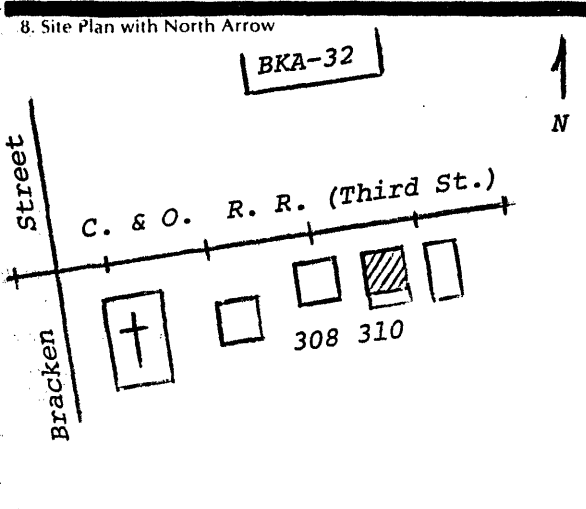 8. Site Plan with North Arrow
BKA-32
N
Street
C. & O. R. R. (Third St.)
308 310
Bracken